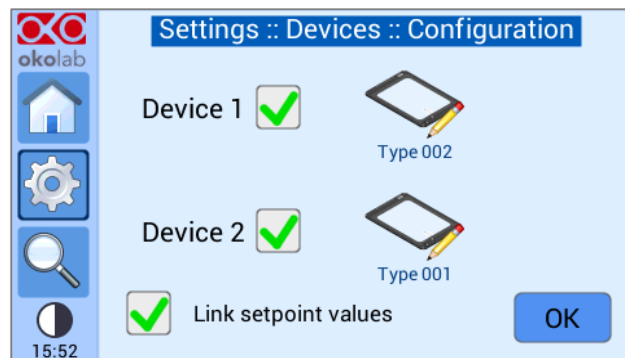 okolab
Settings :: Devices :: Configuration
Device 1
Type 002
Device 2
Type 001
Link setpoint values
OK
15:52